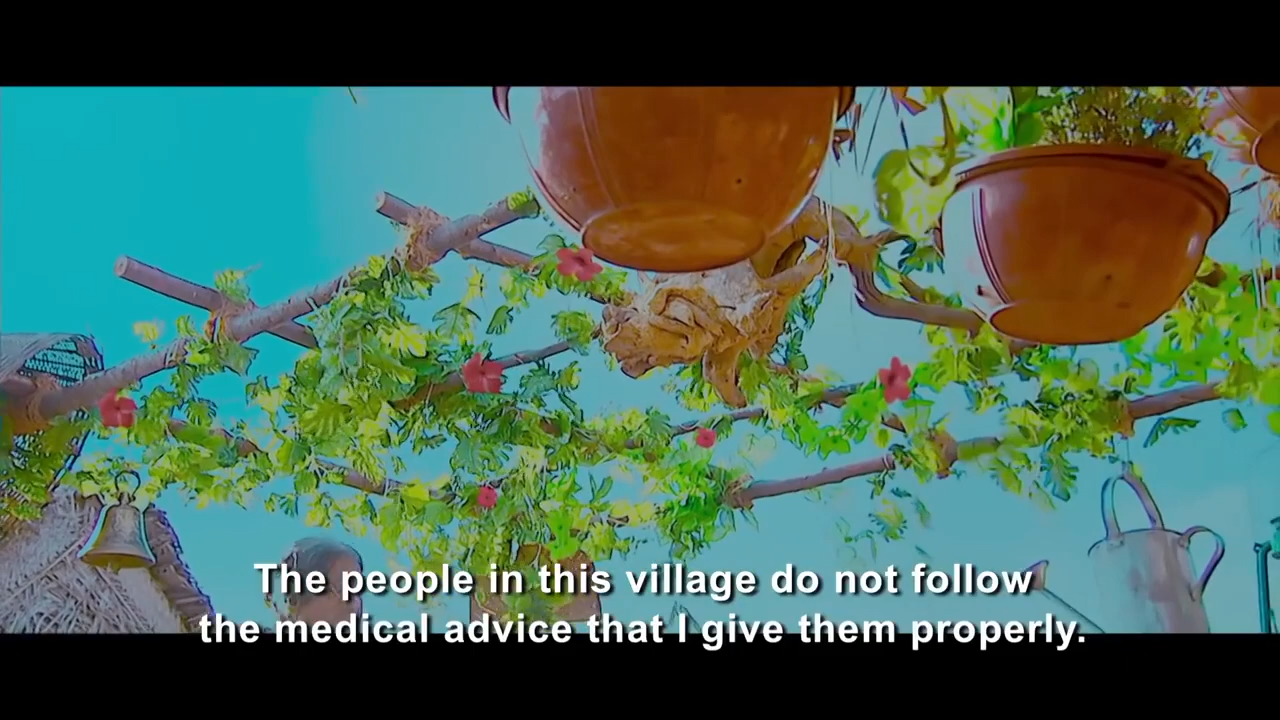 The people in this village do not follow
the medical advice that I give them properly.